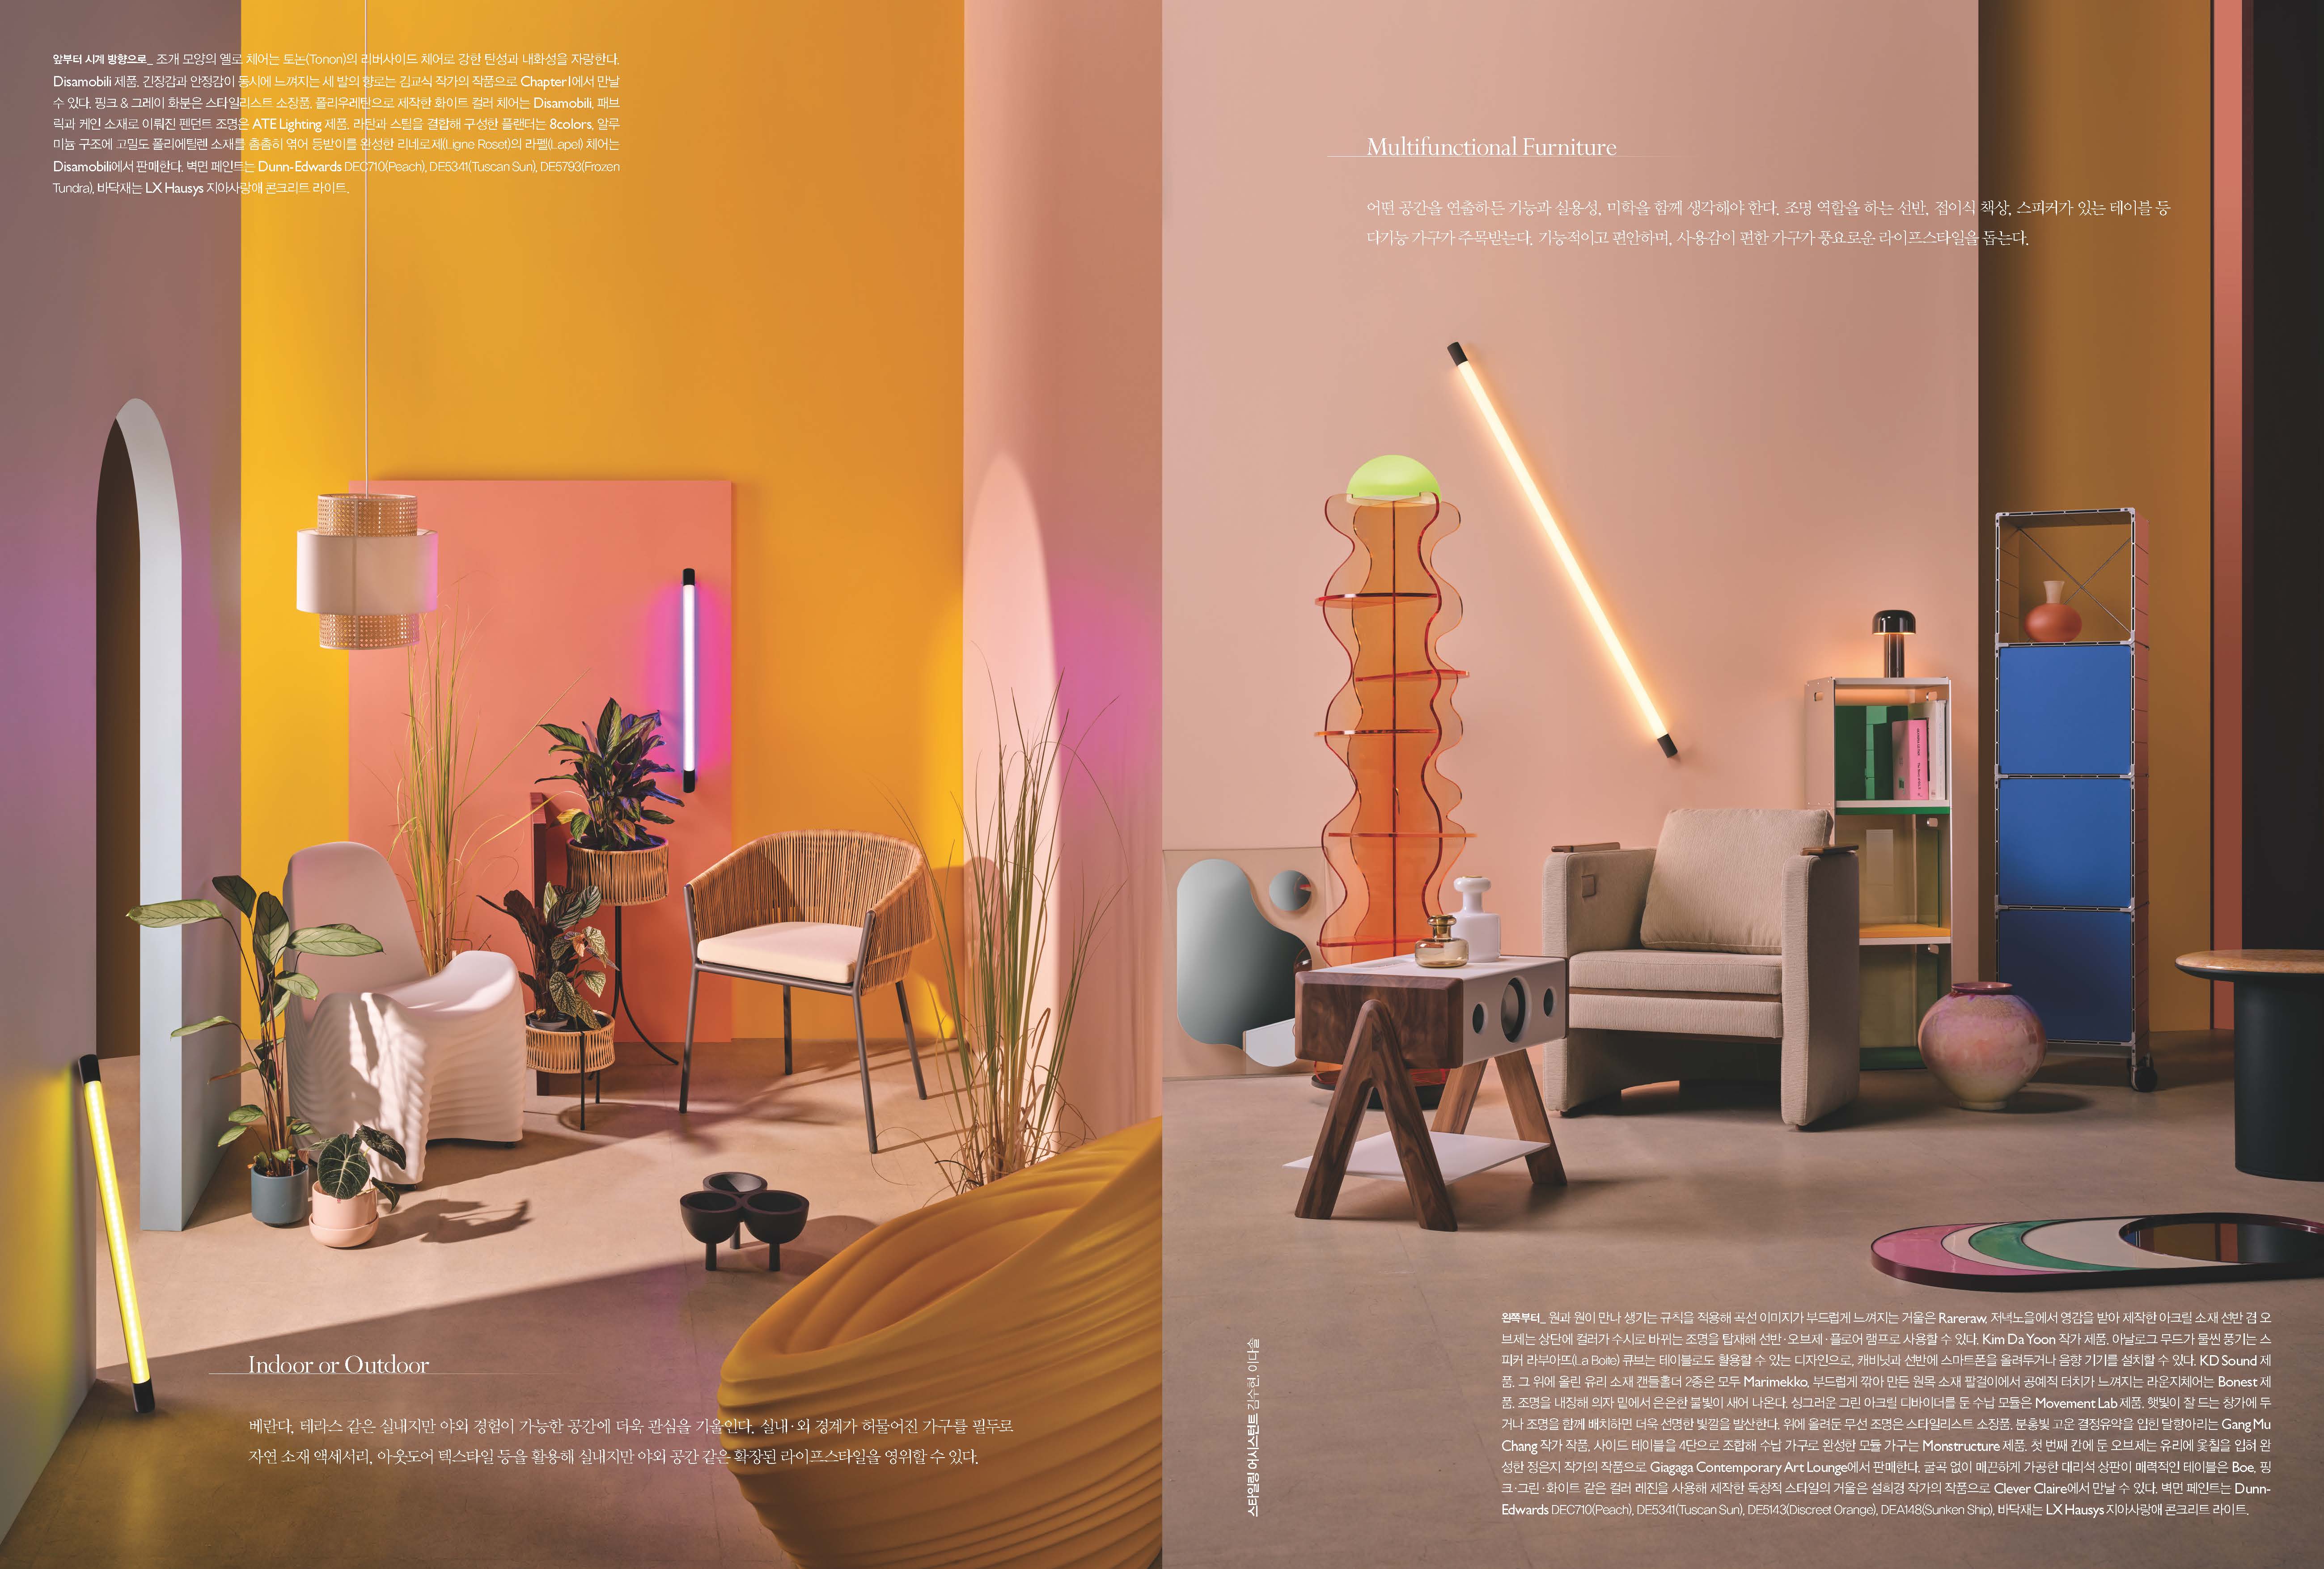 앞부터 시계 방향으로_ 조개 모양의 옐로 체어는 토논(Tonon)의 리버사이드 체어로 강한 탄성과 내화성을 자랑한다.
Disamobili 제품. 긴장감과 안정감이 동시에 느껴지는 세 발의 향로는 김교식 작가의 작품으로 Chapter1에서 만날
수 있다. 핑크 & 그레이 화분은 스타일리스트 소장품. 폴리우레탄으로 제작한 화이트 컬러 체어는 Disamobili, 패브
릭과 케인 소재로 이뤄진 펜던트 조명은 ATE Lighting 제품. 라탄과 스틸을 결합해 구성한 플랜터는 8colors, 알루
미늄 구조에 고밀도 폴리에틸렌 소재를 촘촘히 엮어 등받이를 완성한 리네로제(Ligne Roset)의 라펠(Lapel) 체어는
Disamobili에서 판매한다. 벽면 페인트는 Dunn-Edwards DEC710(Peach), DE5341(Tuscan Sun), DE5793(Frozen
Tundra), 바닥재는 LX Hausys 지아사랑애 콘크리트 라이트.
Indoor or Outdoor
베란다, 테라스 같은 실내지만 야외 경험이 가능한 공간에 더욱 관심을 기울인다. 실내·외 경계가 허물어진 가구를 필두로
자연 소재 액세서리, 아웃도어 텍스타일 등을 활용해 실내지만 야외 공간 같은 확장된 라이프스타일을 영위할 수 있다.
Multifunctional Furniture
어떤 공간을 연출하든 기능과 실용성, 미학을 함께 생각해야 한다. 조명 역할을 하는 선반, 접이식 책상, 스피커가 있는 테이블 등
다기능 가구가 주목받는다. 기능적이고 편안하며, 사용감이 편한 가구가 풍요로운 라이프스타일을 돕는다.
스타일링 어시스턴트 김수현, 이다솔
왼쪽부터_ 원과 원이 만나 생기는 규칙을 적용해 곡선 이미지가 부드럽게 느껴지는 거울은 Rareraw, 저녁노을에서 영감을 받아 제작한 아크릴 소재 선반 겸 오
브제는 상단에 컬러가 수시로 바뀌는 조명을 탑재해 선반·오브제·플로어 램프로 사용할 수 있다. Kim Da Yoon 작가 제품. 아날로그 무드가 물씬 풍기는 스
피커 라부아뜨(La Boite) 큐브는 테이블로도 활용할 수 있는 디자인으로, 캐비닛과 선반에 스마트폰을 올려두거나 음향 기기를 설치할 수 있다. KD Sound 제
품. 그 위에 올린 유리 소재 캔들홀더 2종은 모두 Marimekko, 부드럽게 깎아 만든 원목 소재 팔걸이에서 공예적 터치가 느껴지는 라운지체어는 Bonest 제
품. 조명을 내장해 의자 밑에서 은은한 불빛이 새어 나온다. 싱그러운 그린 아크릴 디바이더를 둔 수납 모듈은 Movement Lab 제품. 햇빛이 잘 드는 창가에 두
거나 조명을 함께 배치하면 더욱 선명한 빛깔을 발산한다. 위에 올려둔 무선 조명은 스타일리스트 소장품. 분홍빛 고운 결정유약을 입힌 달항아리는 Gang Mu
Chang 작가 작품, 사이드 테이블을 4단으로 조합해 수납 가구로 완성한 모듈 가구는 Monstructure 제품. 첫 번째 칸에 둔 오브제는 유리에 옻칠을 입혀 완
성한 정은지 작가의 작품으로 Giagaga Contemporary Art Lounge에서 판매한다. 굴곡 없이 매끈하게 가공한 대리석 상판이 매력적인 테이블은 Boe, 핑
크·그린·화이트 같은 컬러 레진을 사용해 제작한 독창적 스타일의 거울은 설희경 작가의 작품으로 Clever Claire에서 만날 수 있다. 벽면 페인트는 Dunn-
Edwards DEC710(Peach), DE5341(Tuscan Sun), DE5143(Discreet Orange), DEA148(Sunken Ship), 바닥재는 LX Hausys 지아사랑애 콘크리트 라이트.